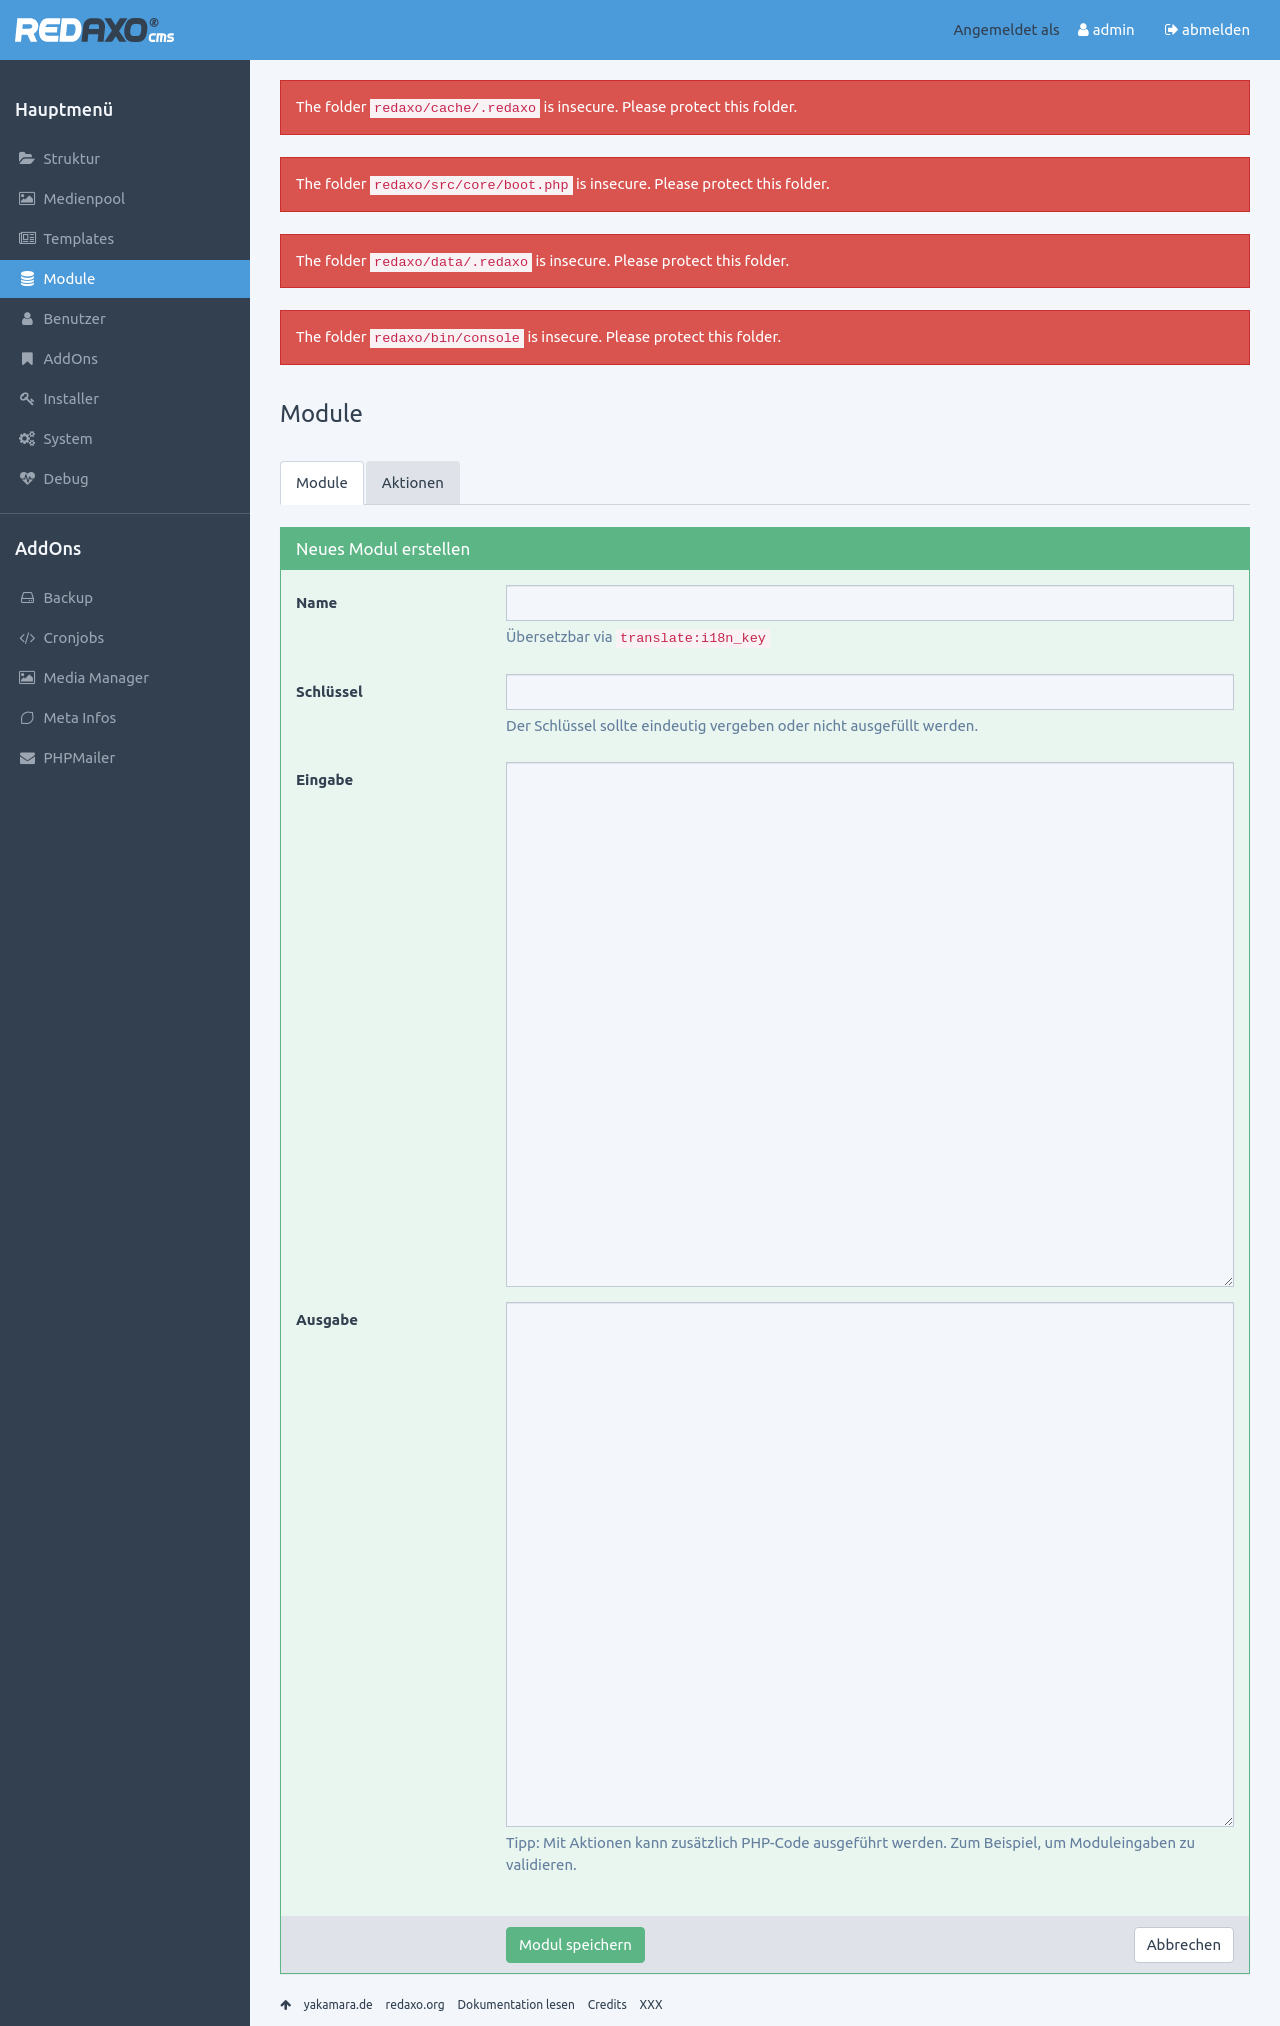 REDAXO® cms
Angemeldet als admin abmelden
Hauptmenü
Struktur
Medienpool
Templates
Module
Benutzer
AddOns
Installer
System
Debug
AddOns
Backup
Cronjobs
Media Manager
Meta Infos
PHPMailer
The folder redaxo/cache/.redaxo is insecure. Please protect this folder.
The folder redaxo/src/core/boot.php is insecure. Please protect this folder.
The folder redaxo/data/.redaxo is insecure. Please protect this folder.
The folder redaxo/bin/console is insecure. Please protect this folder.
Module
Module Aktionen
Neues Modul erstellen
Name
Übersetzbar via translate:i18n_key
Schlüssel
Der Schlüssel sollte eindeutig vergeben oder nicht ausgefüllt werden.
Eingabe
Ausgabe
Tipp: Mit Aktionen kann zusätzlich PHP-Code ausgeführt werden. Zum Beispiel, um Moduleingaben zu
validieren.
Modul speichern Abbrechen
yakamara.de redaxo.org Dokumentation lesen Credits XXX